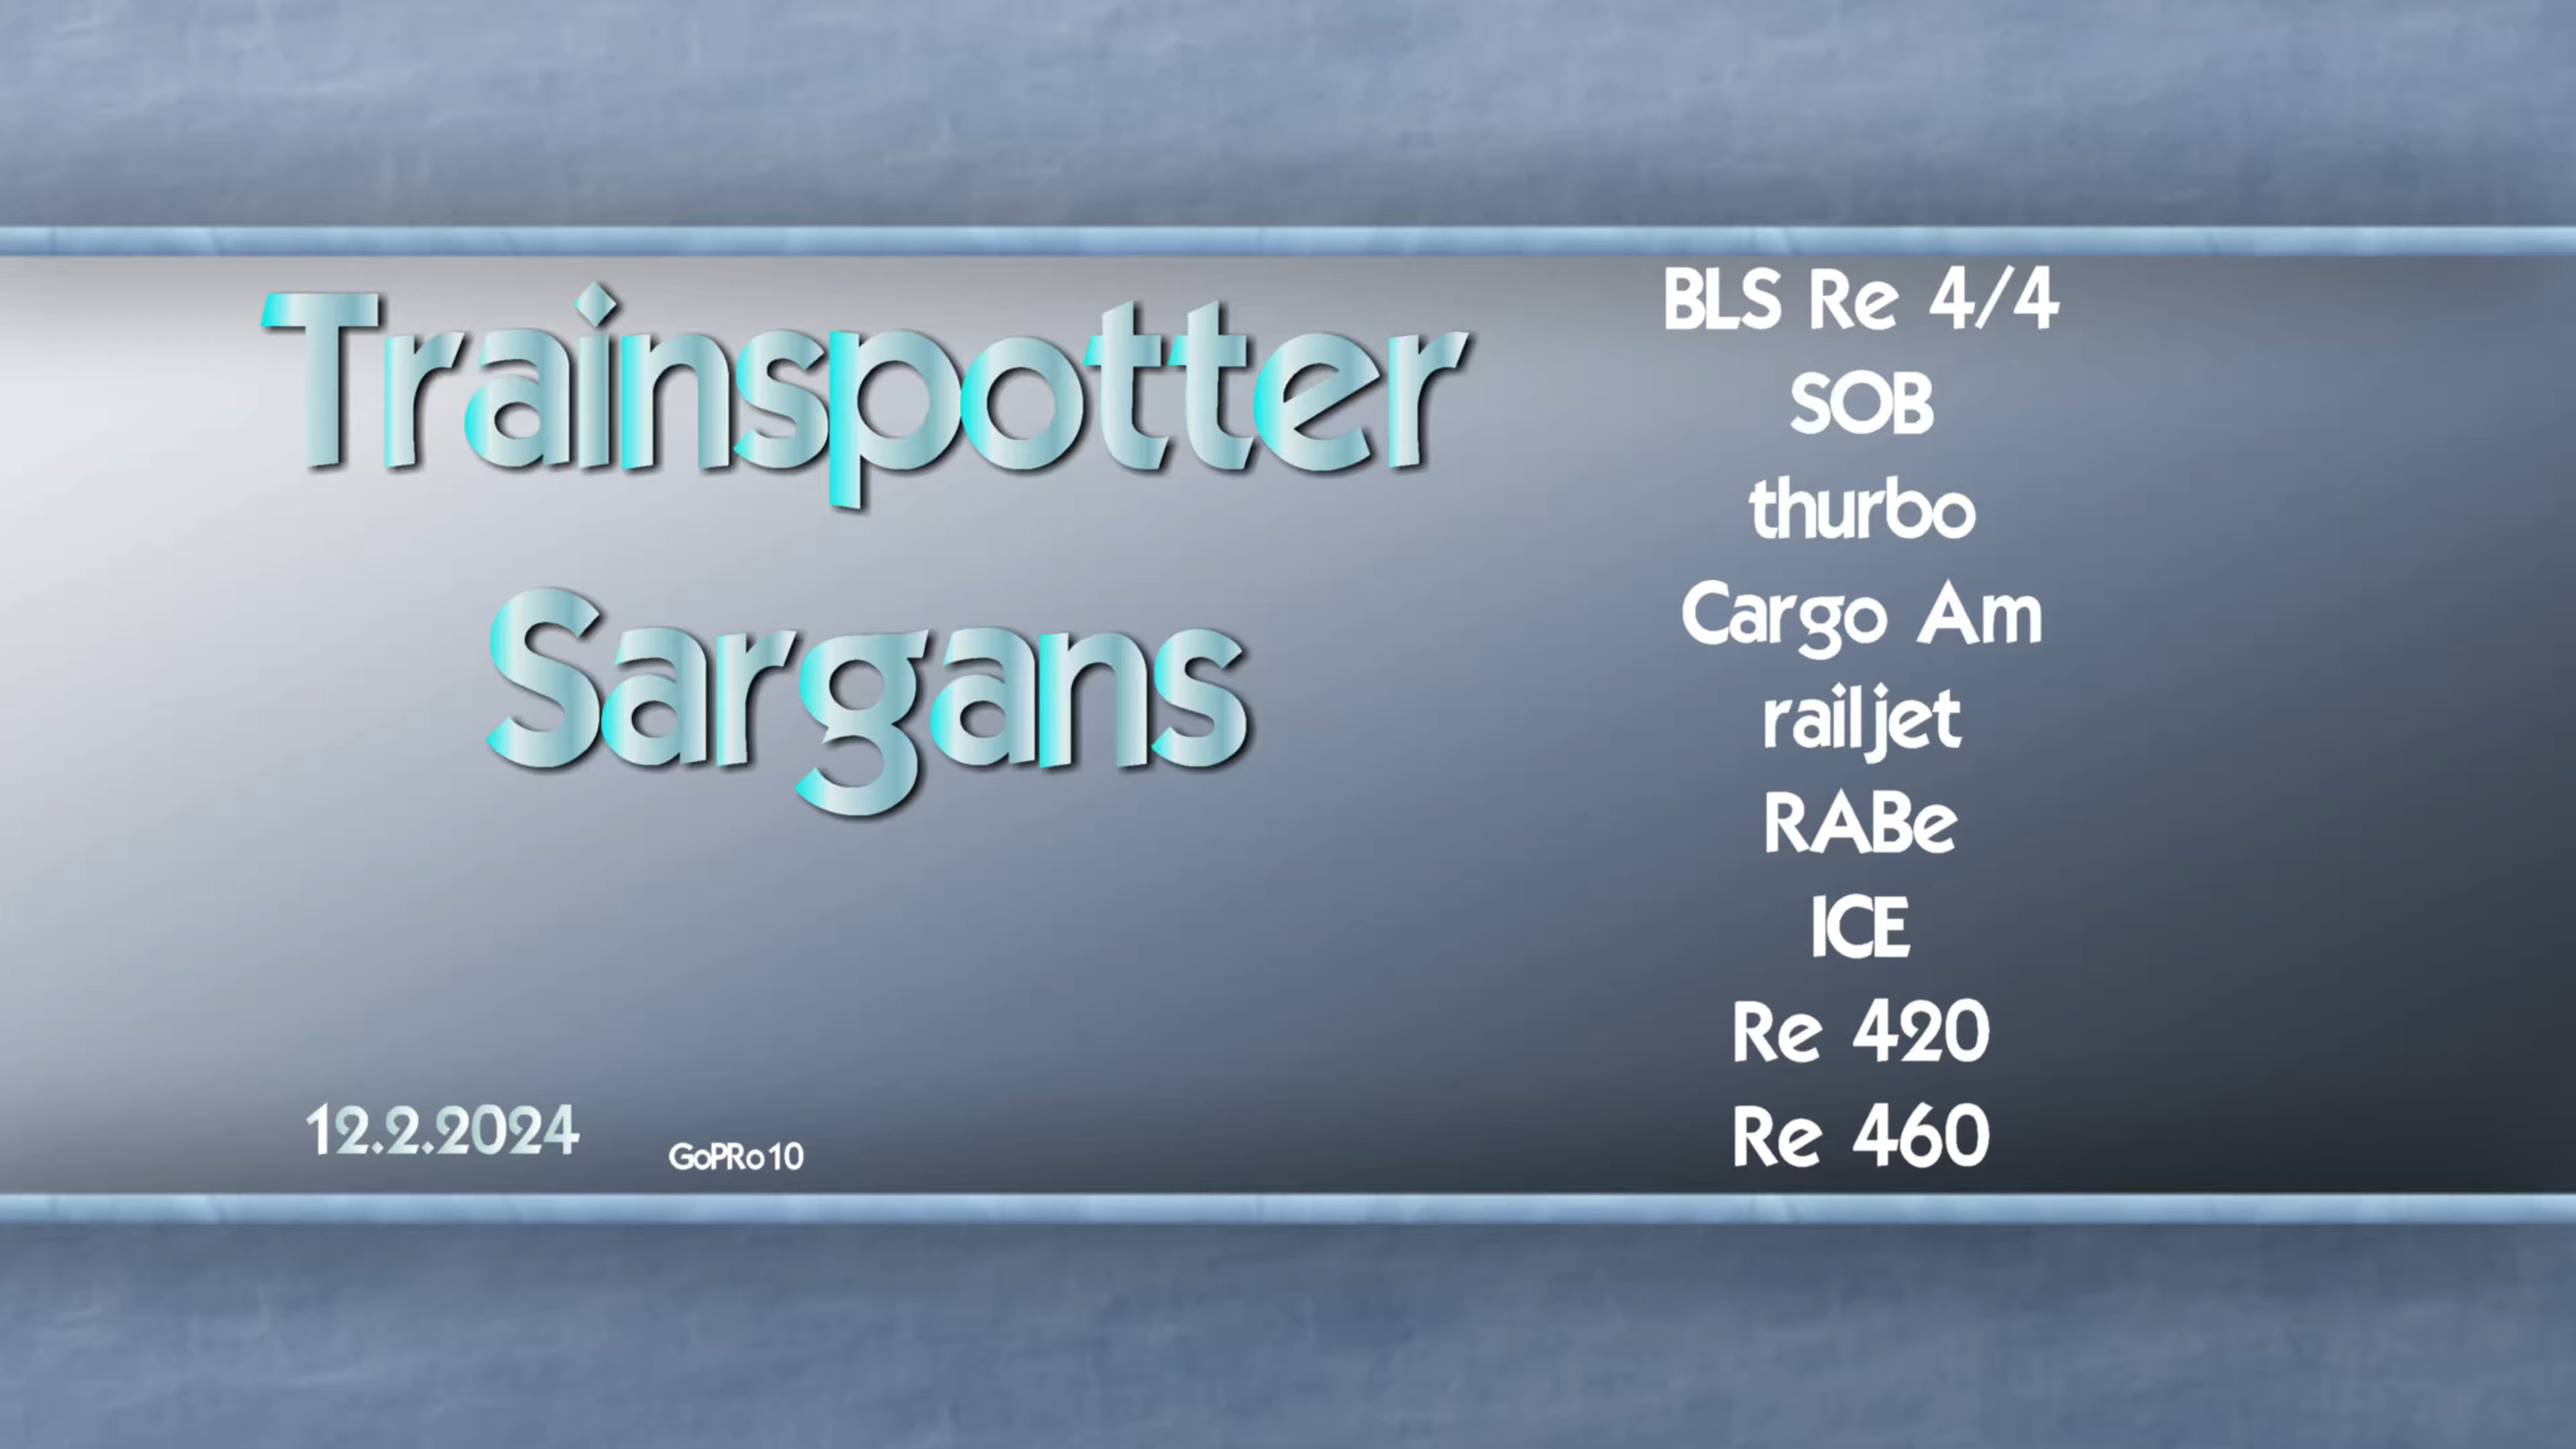 Trainspotter
Sargans
12.2.2024
GoPRo10
BLS Re 4/4
SOB
thurbo
Cargo Am
railjet
RABe
ICE
Re 420
Re 460